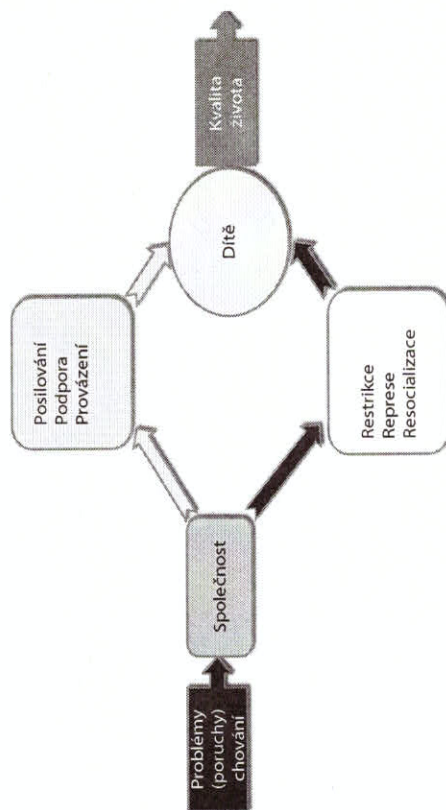 Problémy
(poruchy)
chování
Společnost
Posilování
Podpora
Provázení
Restrikce
Represe
Resocializace
Dítě
Kvalita
života